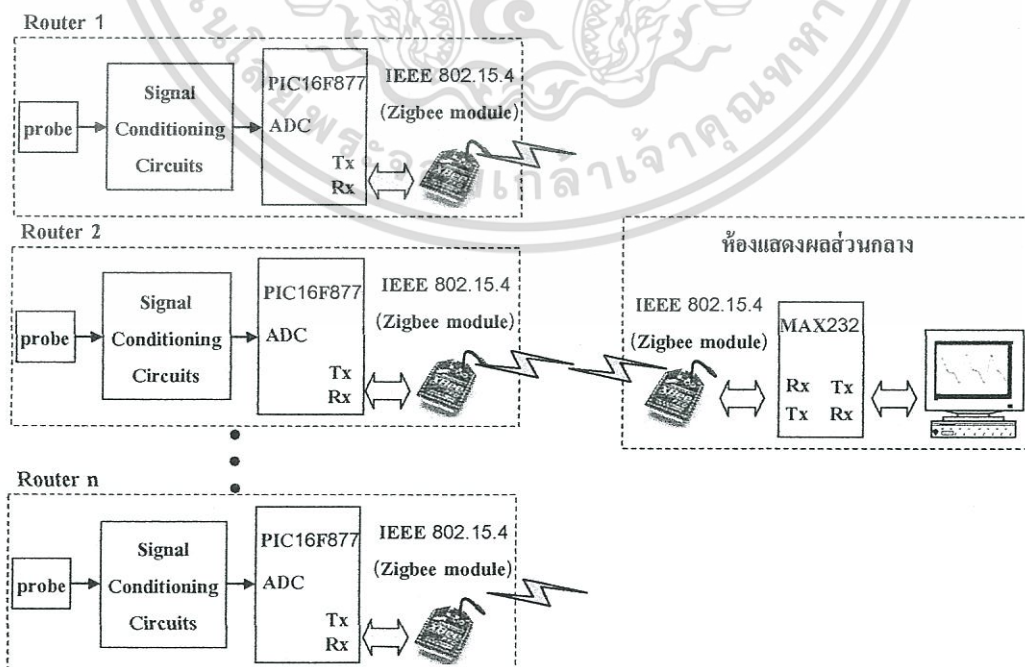 Router 1
probe
Signal
Conditioning
Circuits
PIC16F877
ADC
Tx
Rx
IEEE 802.15.4
(Zigbee module)
Router 2
probe
Signal
Conditioning
Circuits
PIC16F877
ADC
Tx
Rx
IEEE 802.15.4
(Zigbee module)
ห้องแสดงผลส่วนกลาง
IEEE 802.15.4
(Zigbee module)
MAX232
Rx Tx
Tx Rx
Router n
probe
Signal
Conditioning
Circuits
PIC16F877
ADC
Tx
Rx
IEEE 802.15.4
(Zigbee module)